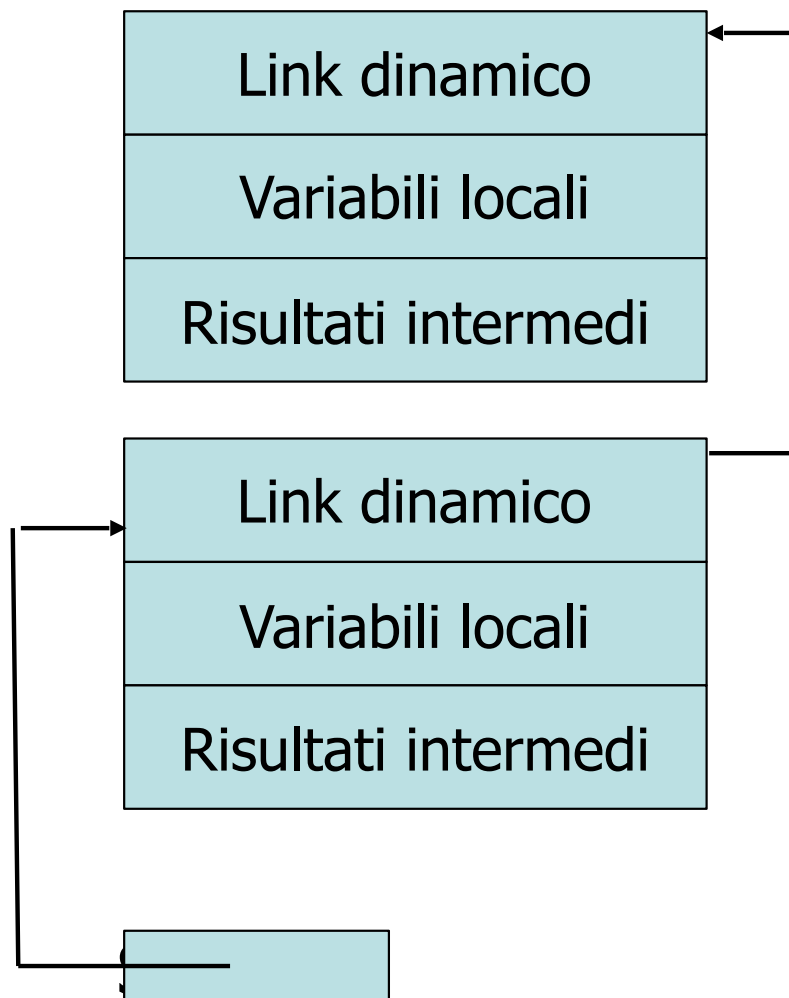 Link dinamico
Variabili locali
Risultati intermedi
Link dinamico
Variabili locali
Risultati intermedi